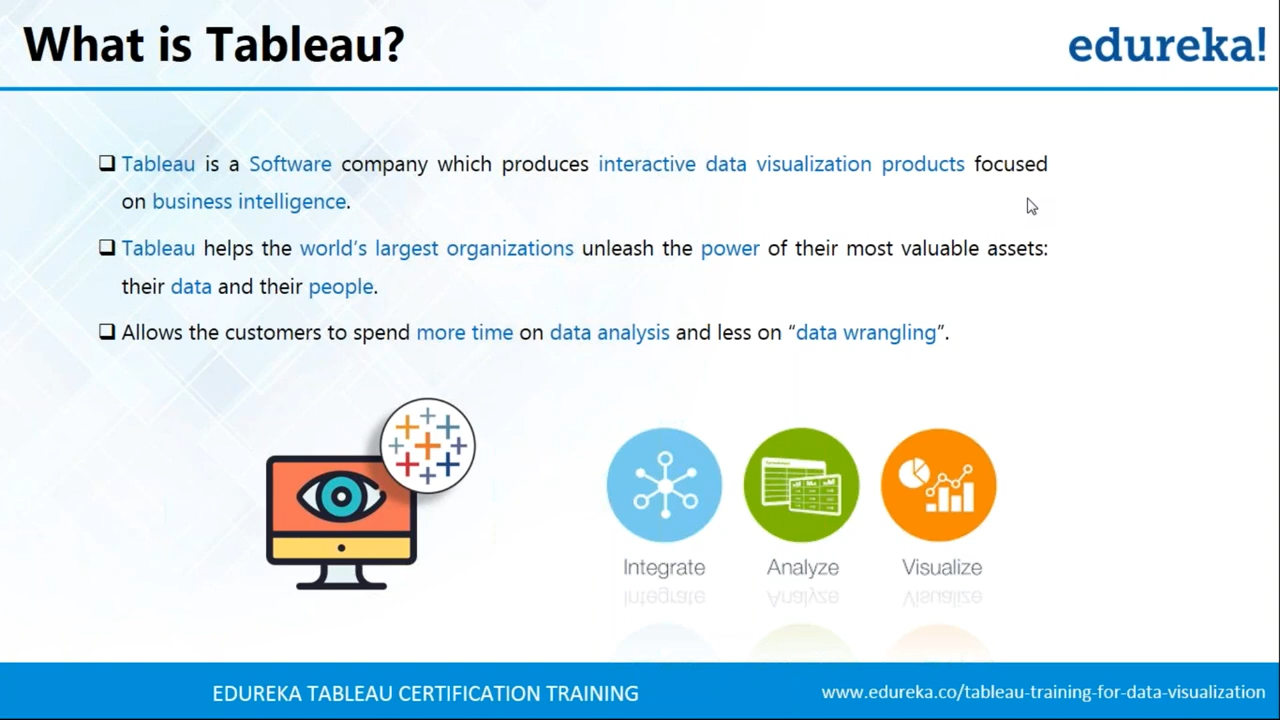 What is Tableau?
edureka!
❑ Tableau is a Software company which produces interactive data visualization products focused
on business intelligence.
❑ Tableau helps the world’s largest organizations unleash the power of their most valuable assets:
their data and their people.
❑ Allows the customers to spend more time on data analysis and less on “data wrangling”.
Integrate Analyze Visualize
EDUREKA TABLEAU CERTIFICATION TRAINING
www.edureka.co/tableau-training-for-data-visualization